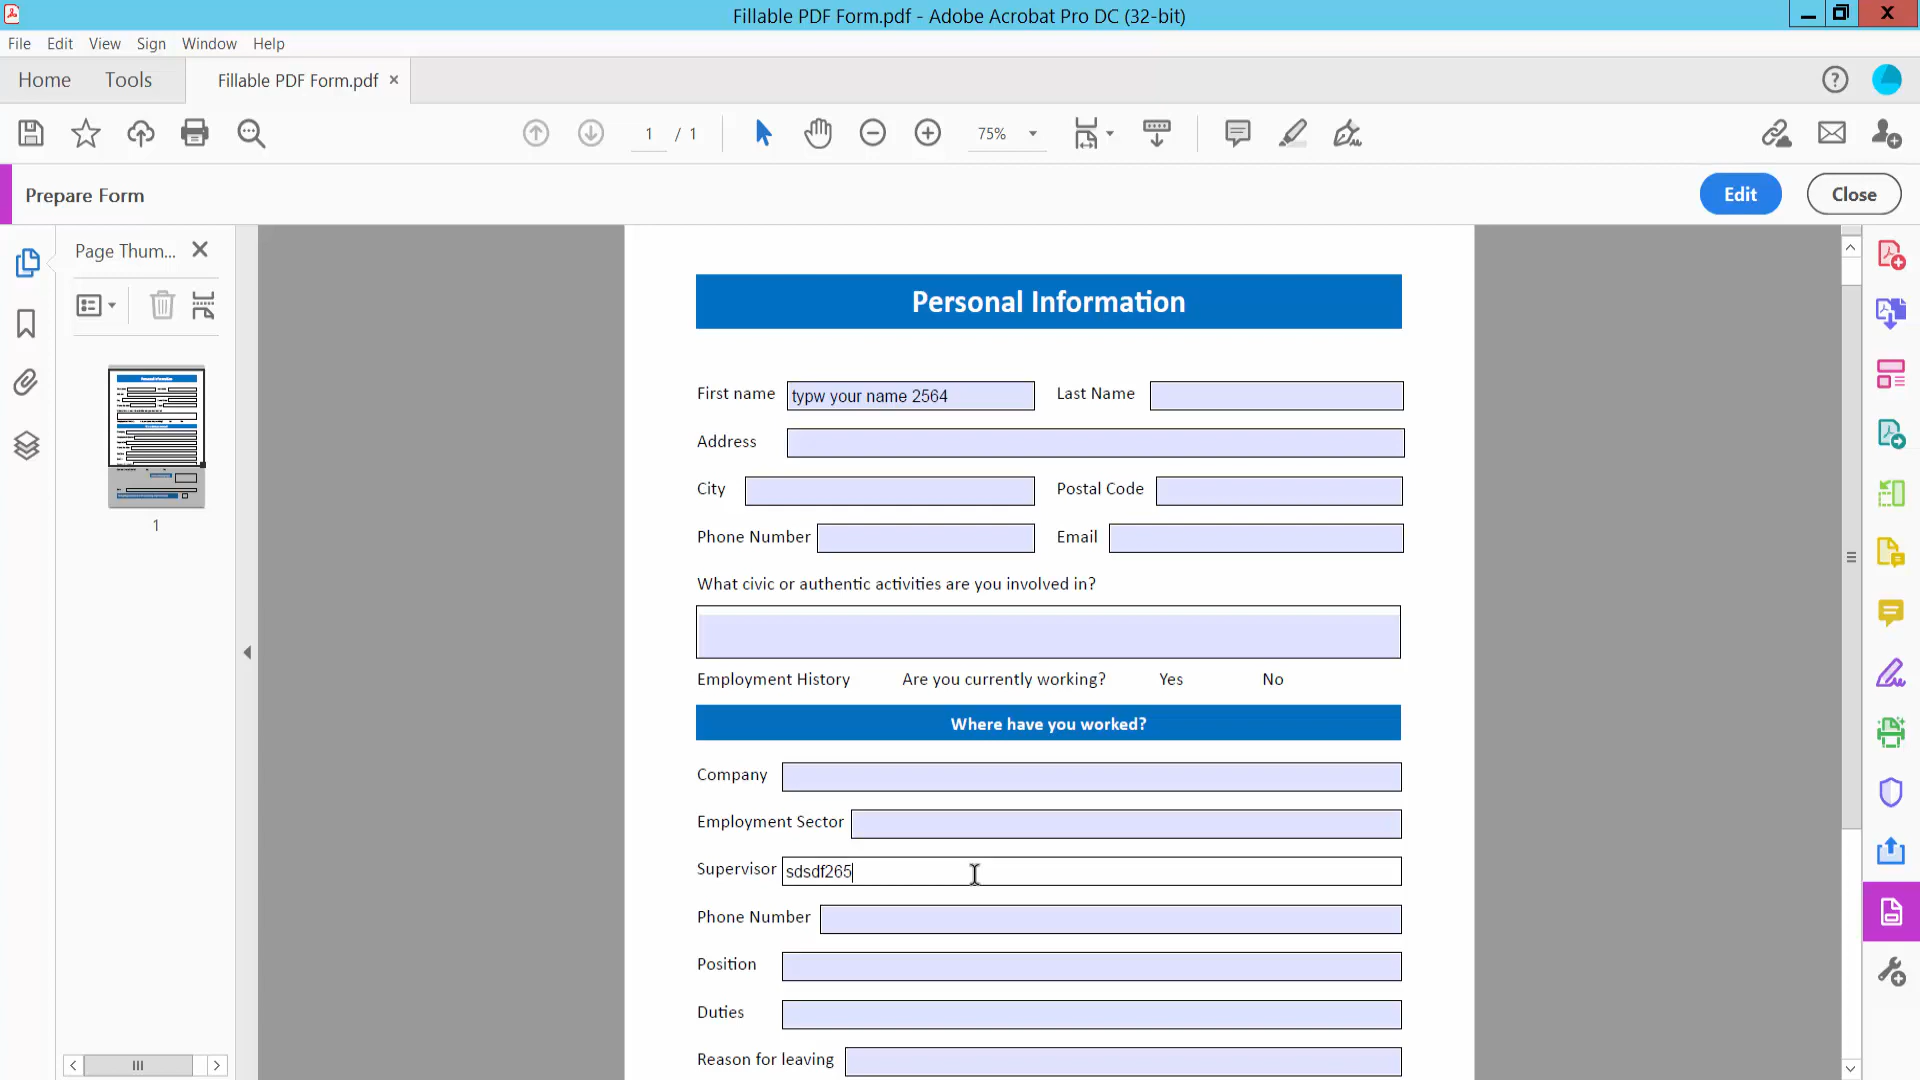 Fillable PDF Form.pdf - Adobe Acrobat Pro DC (32-bit)
File Edit View Sign Window Help
Home Tools Fillable PDF Form.pdf
1 / 1 75%
Prepare Form Edit Close
Page Thum...
1
Personal Information
First name typw your name 2564 Last Name
Address
City Postal Code
Phone Number Email
What civic or authentic activities are you involved in?
Employment History Are you currently working? Yes No
Where have you worked?
Company
Employment Sector
Supervisor sdsdf265
Phone Number
Position
Duties
Reason for leaving